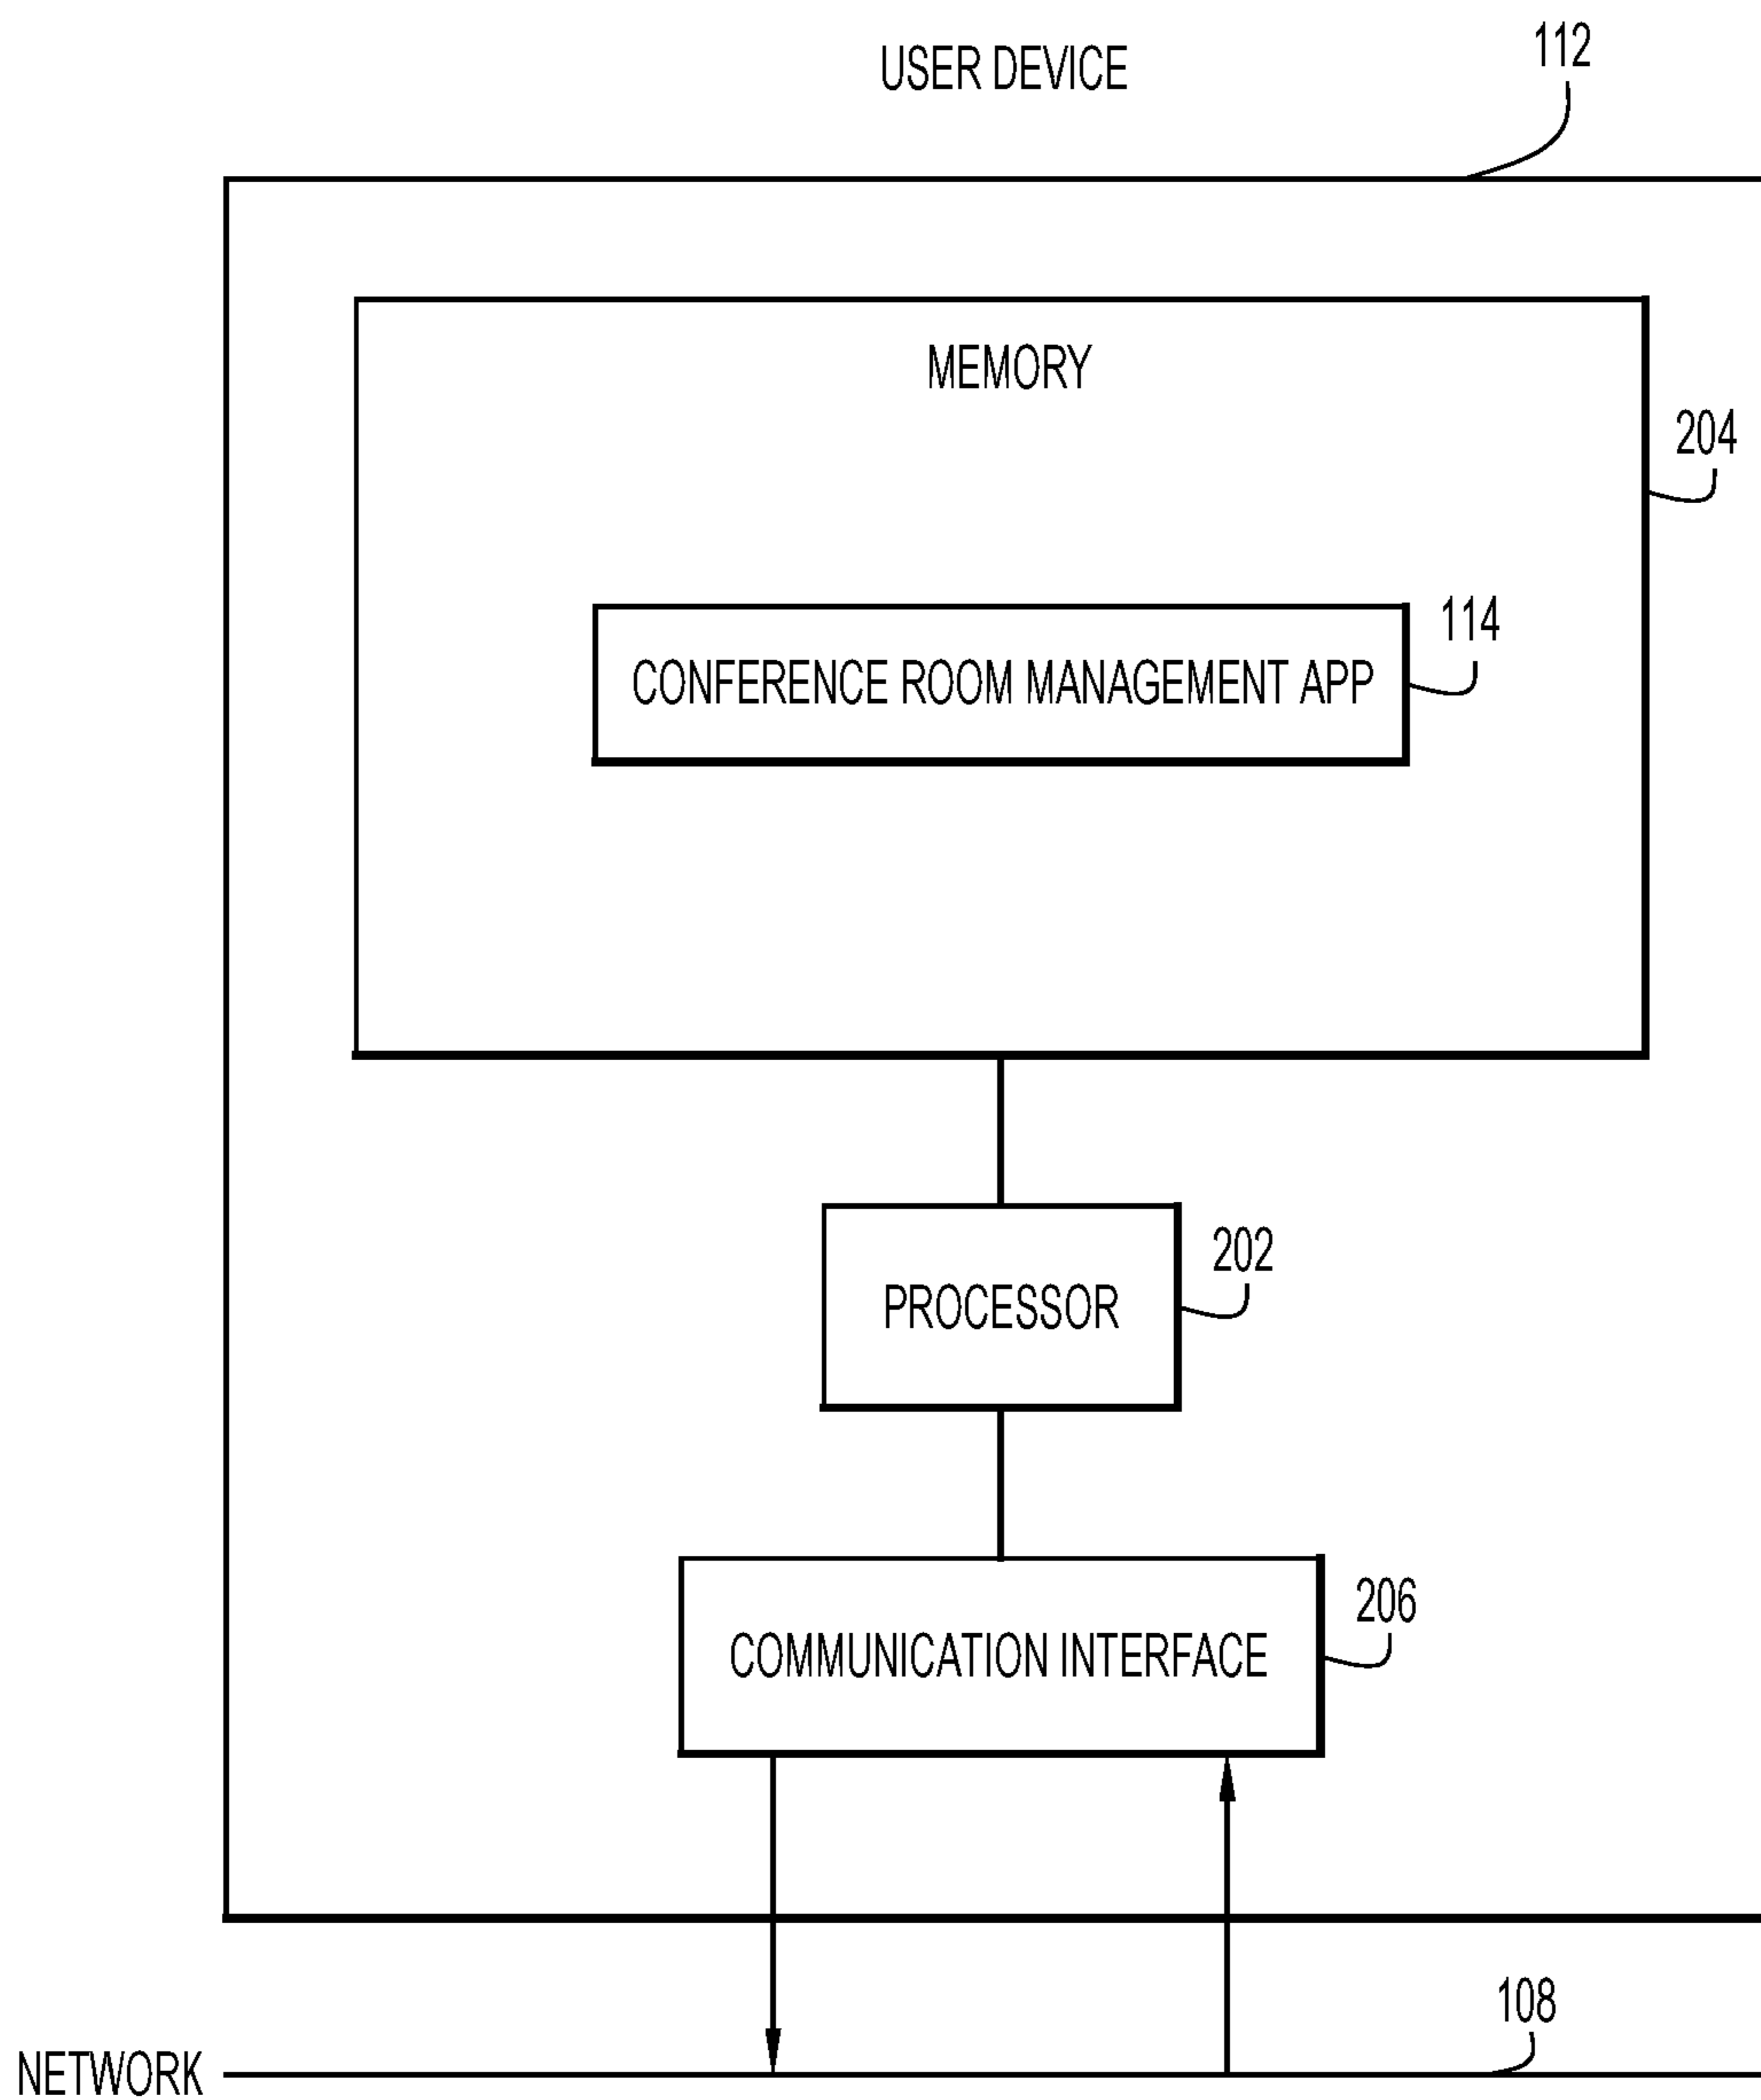 USER DEVICE
112
MEMORY
204
114
CONFERENCE ROOM MANAGEMENT APP
202
PROCESSOR
206
COMMUNICATION INTERFACE
108
NETWORK